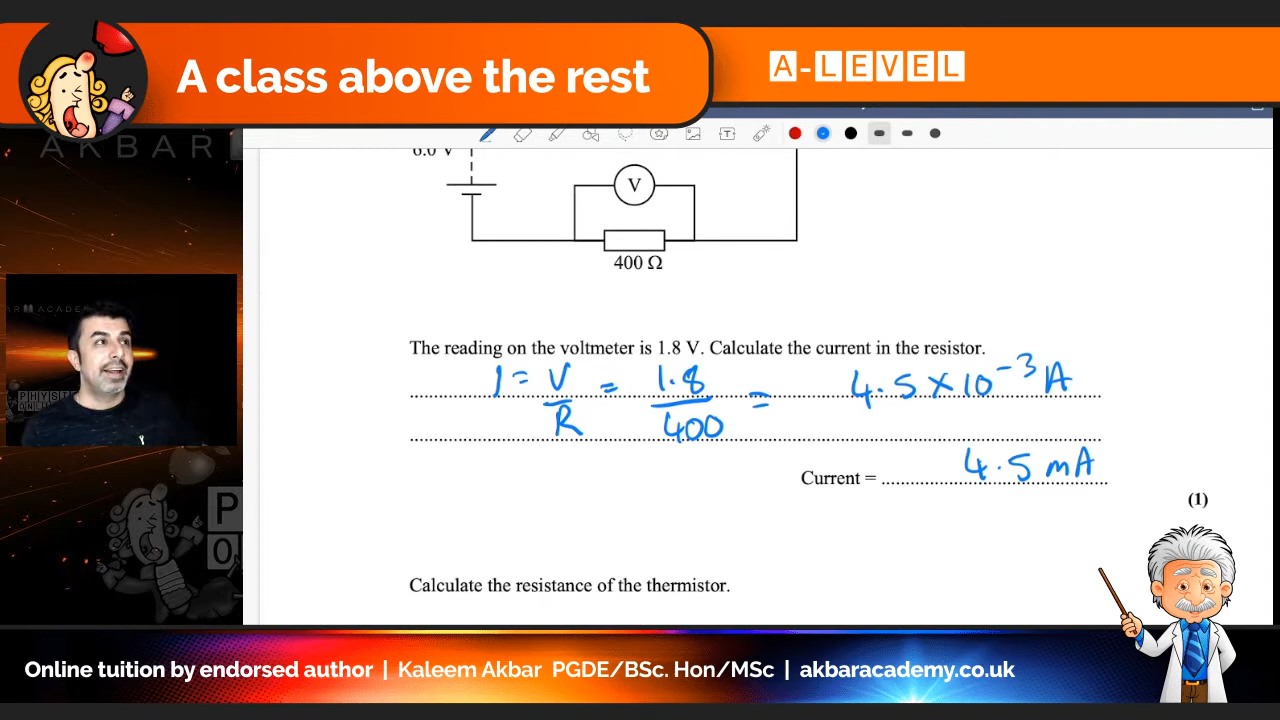 A class above the rest
A-LEVEL
AKBAR
6.0 V
V
400 Ω
The reading on the voltmeter is 1.8 V. Calculate the current in the resistor.
I = V/R = 1.8/400 = 4.5 × 10⁻³ A
Current = 4.5 mA
(1)
Calculate the resistance of the thermistor.
Online tuition by endorsed author | Kaleem Akbar PGDE/BSc. Hon/MSc | akbaracademy.co.uk